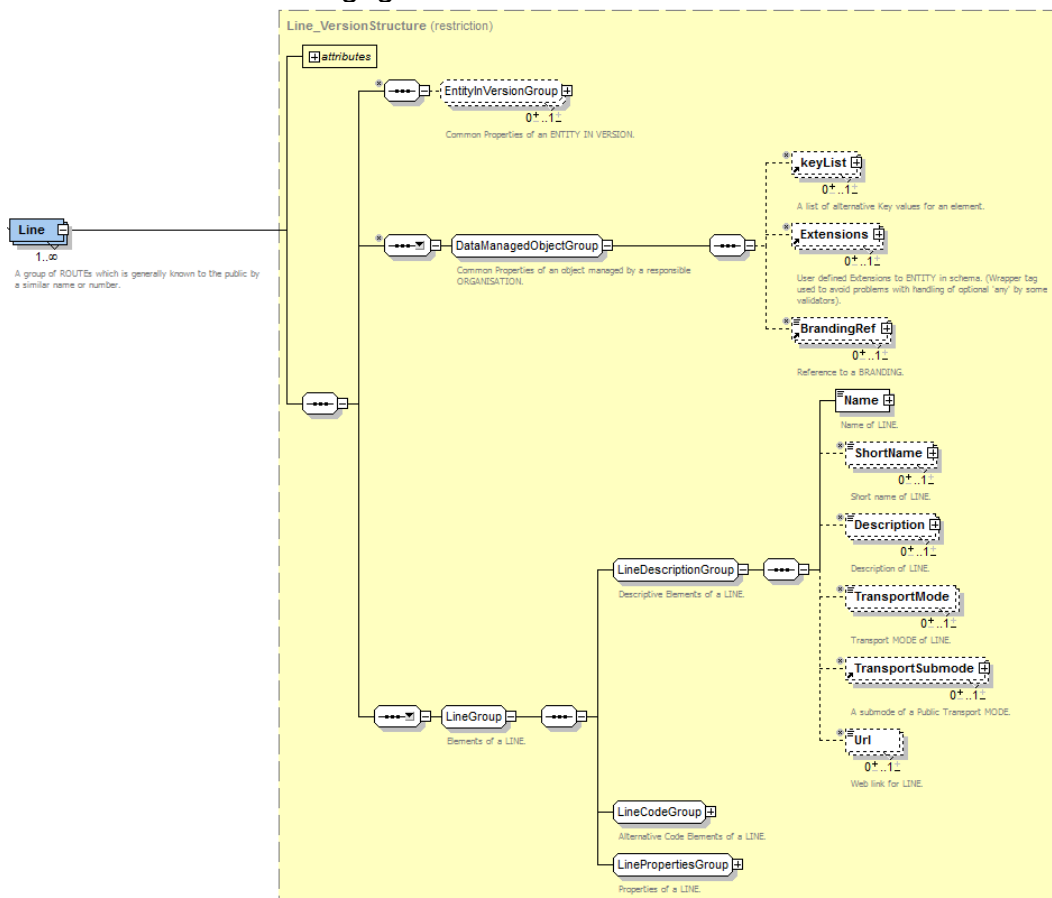 Line_VersionStructure (restriction)
attributes
EntityInVersionGroup
0..1
Common Properties of an ENTITY IN VERSION.
keyList
0..1
A list of alternative Key values for an element.
Line
1..∞
A group of ROUTEs which is generally known to the public by
a similar name or number.
DataManagedObjectGroup
Common Properties of an object managed by a responsible
ORGANISATION.
Extensions
0..1
User defined Extensions to ENTITY in schema. (Wrapper tag
used to avoid problems with handling of optional 'any' by some
validators).
BrandingRef
0..1
Reference to a BRANDING.
Name
Name of LINE.
ShortName
0..1
Short name of LINE.
Description
0..1
Description of LINE.
LineDescriptionGroup
Descriptive Elements of a LINE.
TransportMode
0..1
Transport MODE of LINE.
TransportSubmode
0..1
A submode of a Public Transport MODE.
LineGroup
Elements of a LINE.
Url
0..1
Web link for LINE.
LineCodeGroup
Alternative Code Elements of a LINE.
LinePropertiesGroup
Properties of a LINE.